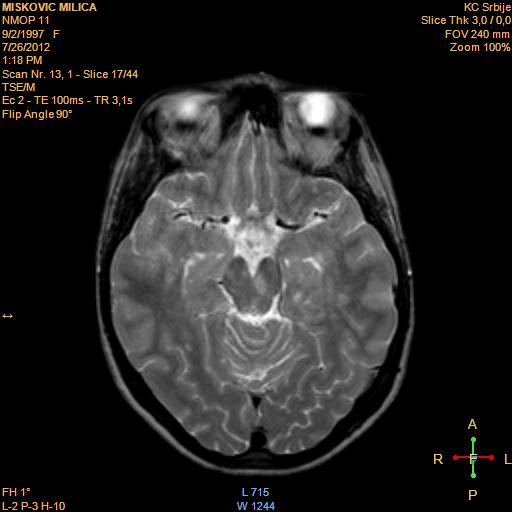 MISKOVIC MILICA
NMOP 11
9/2/1997 F
7/26/2012
1:18 PM
Scan Nr. 13, 1 - Slice 17/44
TSE/M
Ec 2 - TE 100ms - TR 3,1s
Flip Angle 90°
KC Srbije
Slice Thk 3,0 / 0,0
FOV 240 mm
Zoom 100%
A
R
F
L
P
FH 1°
L-2 P-3 H-10
L 715
W 1244